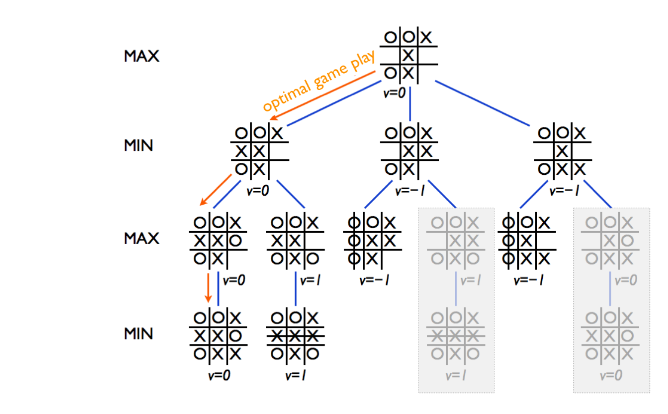 MAX
O O X
X
O X
optimal game play
v=0
MIN
O O X O O X O O X
X X X X X
O X O X O X X
v=0 v=-1 v=-1
MAX
O O X O O X O O X O O X O O X O O X
X X O X X O X X X X O X X O
O X O X O O X O X O O X X O X X
v=0 v=1 v=-1 v=1 v=-1 v=0
MIN
O O X O O X O O X O O X
X X O X X X X X X X X O
O X X O X O O X O O X X
v=0 v=1 v=1 v=0